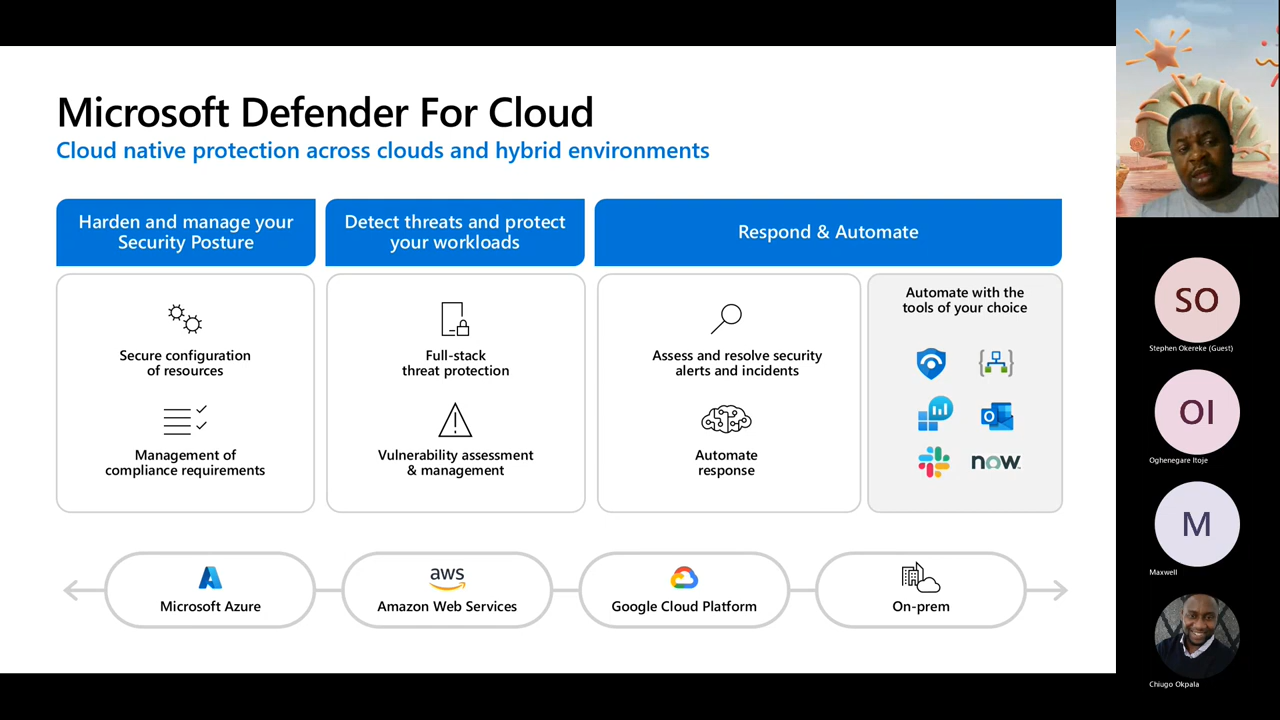 Microsoft Defender For Cloud
Cloud native protection across clouds and hybrid environments
Harden and manage your
Security Posture
Detect threats and protect
your workloads
Respond & Automate
Secure configuration
of resources
Management of
compliance requirements
Full-stack
threat protection
Vulnerability assessment
& management
Assess and resolve security
alerts and incidents
Automate
response
Automate with the
tools of your choice
now.
Microsoft Azure
aws
Amazon Web Services
Google Cloud Platform
On-prem
SO
Stephen Okereke (Guest)
OI
Oghenegare Itoje
M
Maxwell
Chiugo Okpala